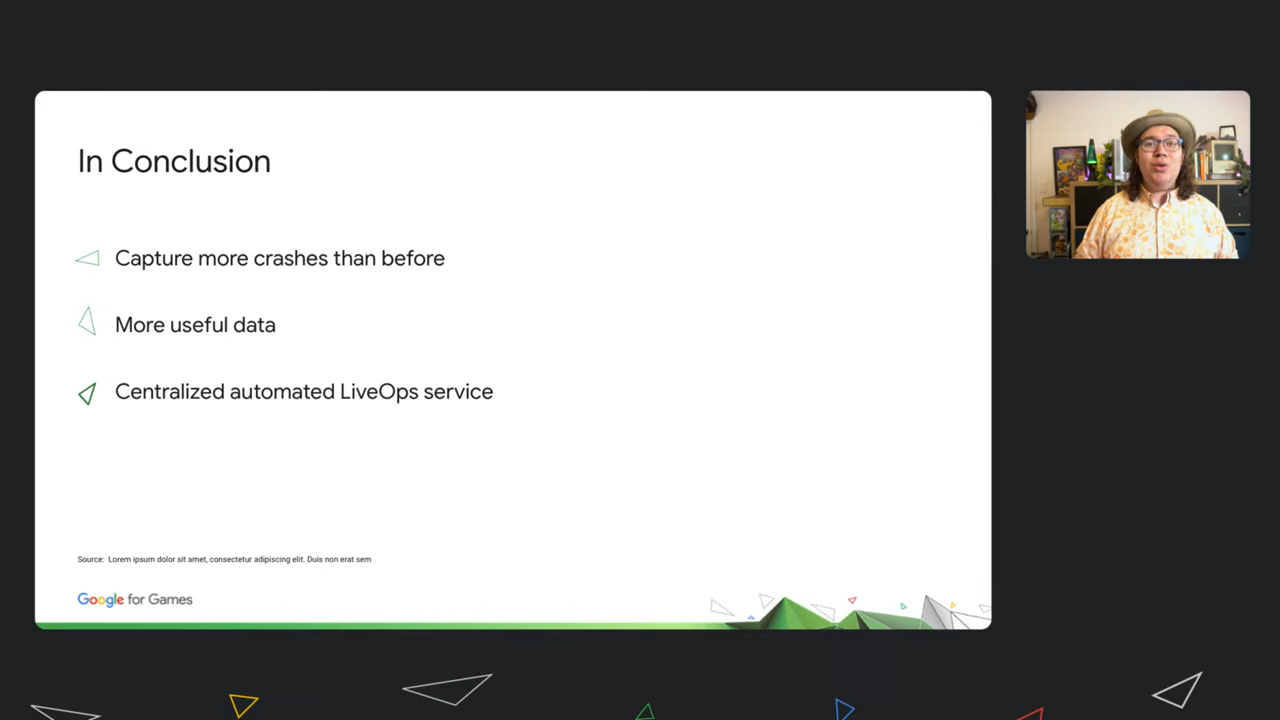 In Conclusion
Capture more crashes than before
More useful data
Centralized automated LiveOps service
Source: Lorem ipsum dolor sit amet, consectetur adipiscing elit. Duis non erat sem
Google for Games